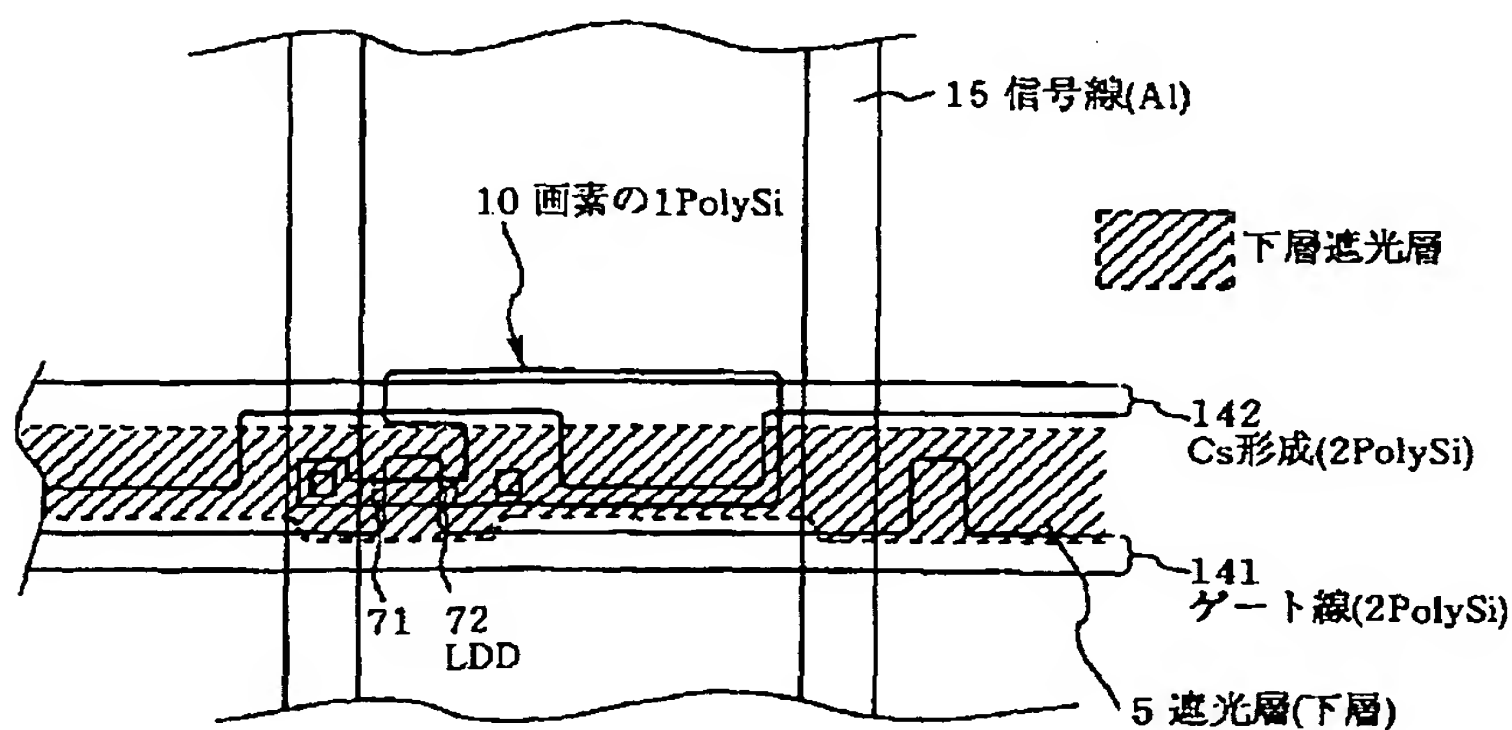 15 信号線(Al)
10 画素の1PolySi
下層遮光層
142
Cs形成(2PolySi)
141
ゲート線(2PolySi)
71
72
LDD
5 遮光層(下層)